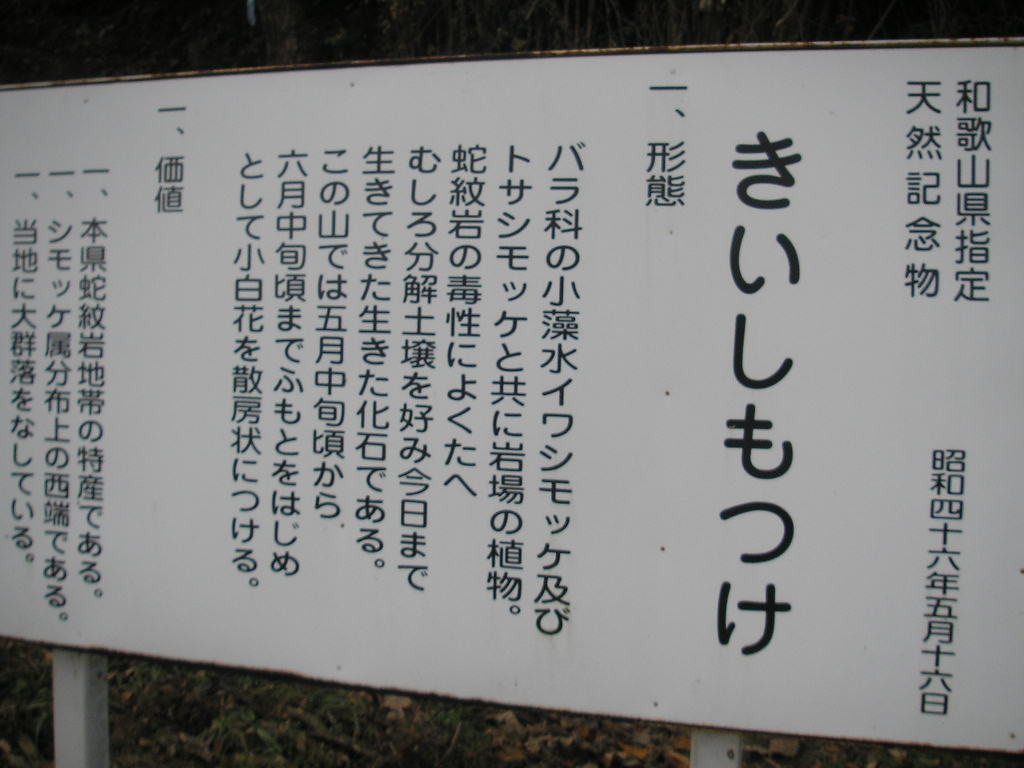 和歌山県指定
天然記念物
昭和四十六年五月十六日
きいしもつけ
一、形態
バラ科の小藻水イワシモッケ及び
トサシモッケと共に岩場の植物。
蛇紋岩の毒性によくたへ
むしろ分解土壌を好み今日まで
生きてきた生きた化石である。
この山では五月中旬頃から
六月中旬頃までふもとをはじめ
として小白花を散房状につける。
一、価値
一、本県蛇紋岩地帯の特産である。
一、シモッケ属分布上の西端である。
一、当地に大群落をなしている。